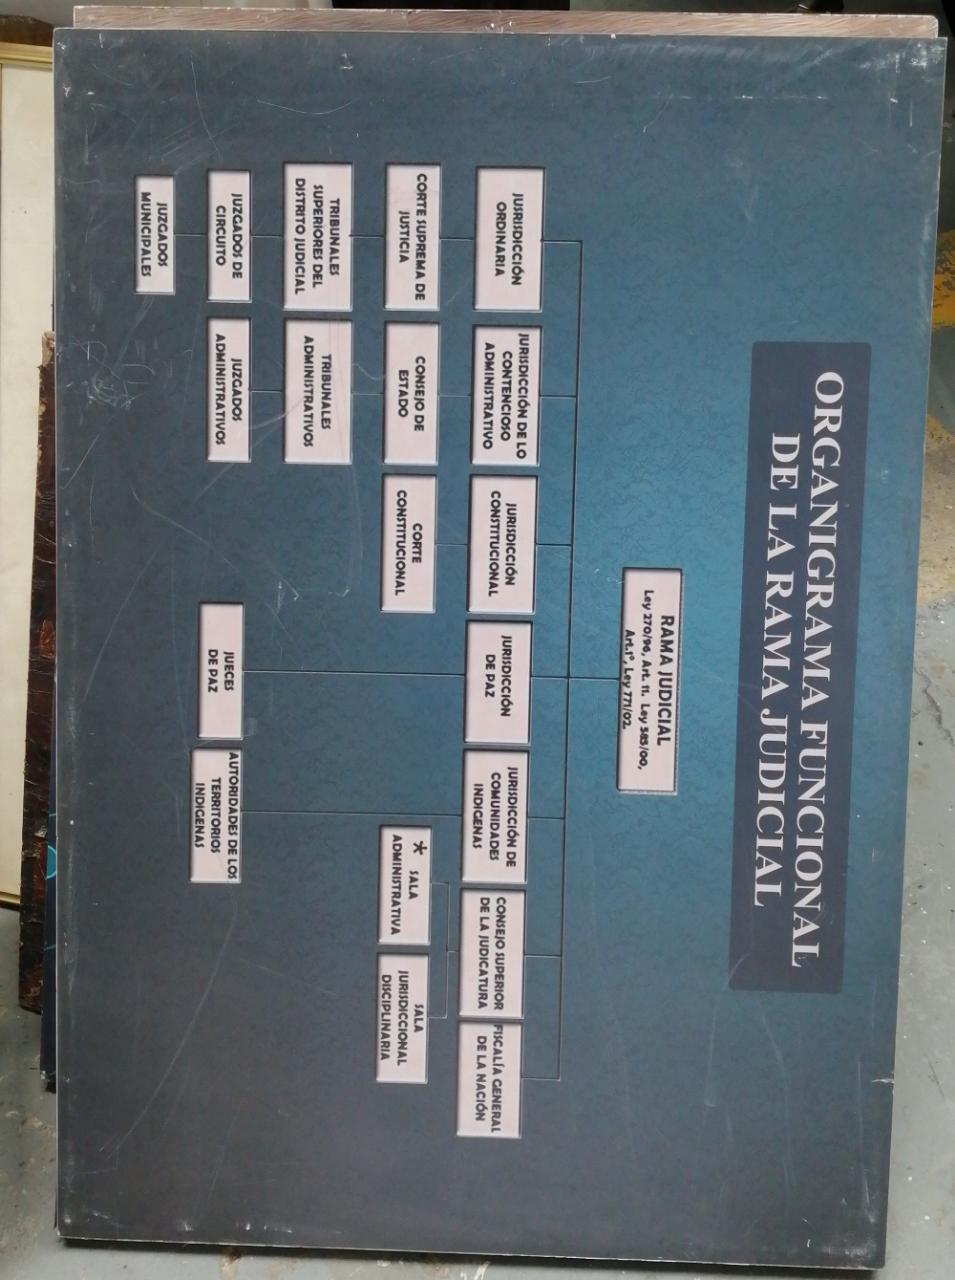 ORGANIGRAMA FUNCIONAL
DE LA RAMA JUDICIAL
RAMA JUDICIAL
Ley 270/96, Art. 11. Ley 585/00,
Art.1°, Ley 771/02.
JUSRISDICCIÓN
ORDINARIA
JURISDICCIÓN DE LO
CONTENCIOSO
ADMINISTRATIVO
JURISDICCIÓN
CONSTITUCIONAL
JURISDICCIÓN
DE PAZ
JURISDICCIÓN DE
COMUNIDADES
INDIGENAS
CONSEJO SUPERIOR
DE LA JUDICATURA
FISCALÍA GENERAL
DE LA NACIÓN
CORTE SUPREMA DE
JUSTICIA
CONSEJO DE
ESTADO
CORTE
CONSTITUCIONAL
* SALA
ADMINISTRATIVA
SALA
JURISDICCIONAL
DISCIPLINARIA
TRIBUNALES
SUPERIORES DEL
DISTRITO JUDICIAL
TRIBUNALES
ADMINISTRATIVOS
JUZGADOS DE
CIRCUITO
JUZGADOS
ADMINISTRATIVOS
JUECES
DE PAZ
AUTORIDADES DE LOS
TERRITORIOS
INDIGENAS
JUZGADOS
MUNICIPALES